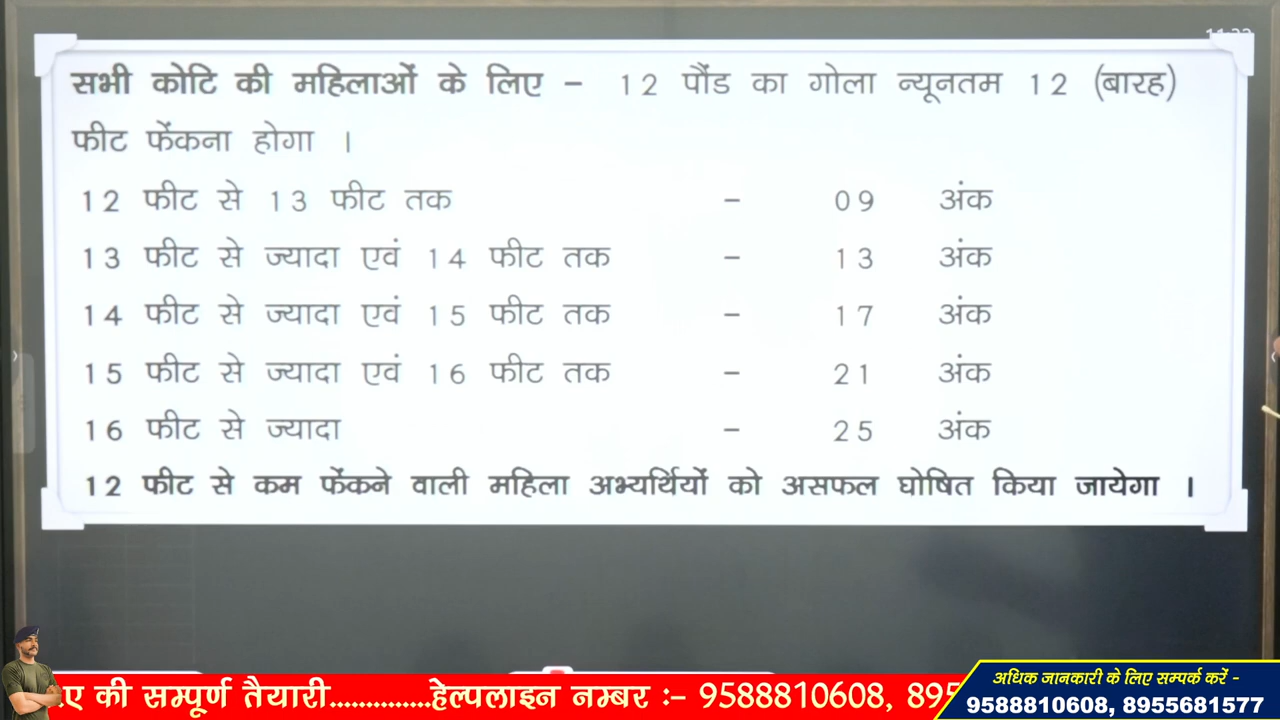 सभी कोटि की महिलाओं के लिए - 12 पौंड का गोला न्यूनतम 12 (बारह)
फीट फेंकना होगा ।
12 फीट से 13 फीट तक - 09 अंक
13 फीट से ज्यादा एवं 14 फीट तक - 13 अंक
14 फीट से ज्यादा एवं 15 फीट तक - 17 अंक
15 फीट से ज्यादा एवं 16 फीट तक - 21 अंक
16 फीट से ज्यादा - 25 अंक
12 फीट से कम फेंकने वाली महिला अभ्यर्थियों को असफल घोषित किया जायेगा ।
की सम्पूर्ण तैयारी..............हेल्पलाइन नम्बर :- 9588810608, 895
अधिक जानकारी के लिए सम्पर्क करें -
9588810608, 8955681577